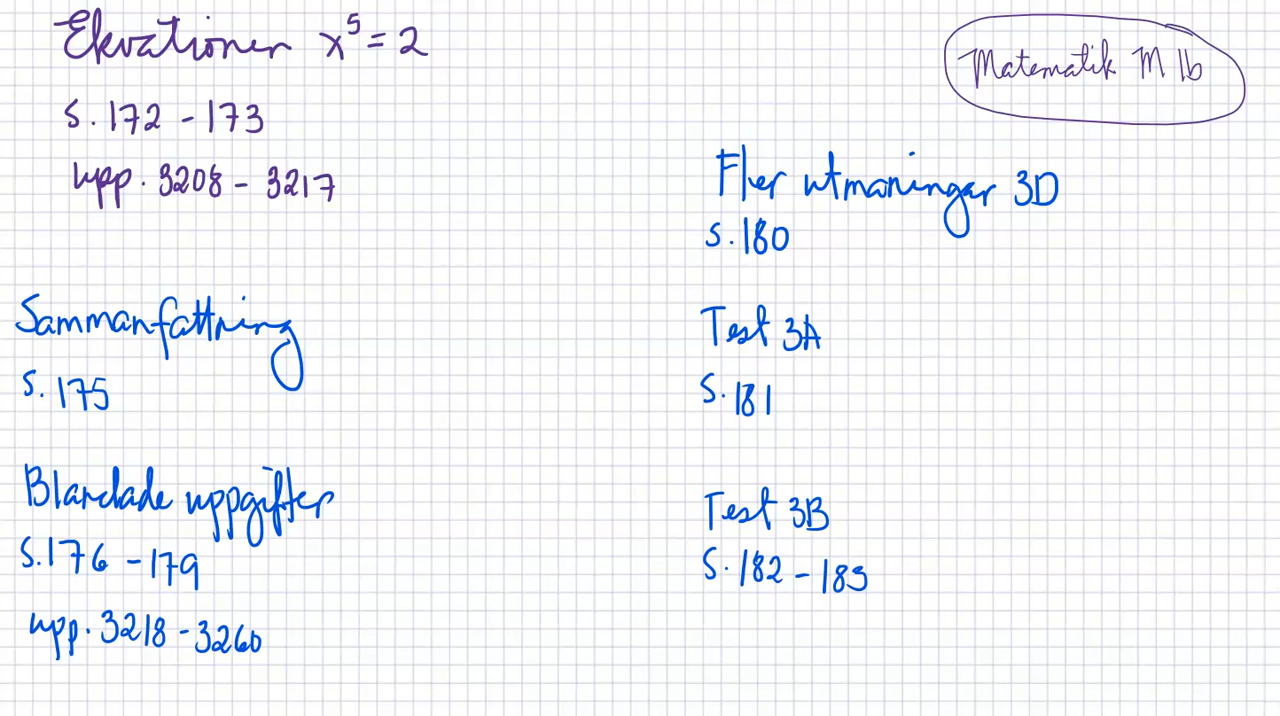 Ekvationer x⁵ = 2
s. 172 - 173
upp. 3208 - 3217
Sammanfattning
s. 175
Blandade uppgifter
s. 176 - 179
upp. 3218 - 3260
Matematik M 1b
Fler utmaningar 3D
s. 180
Test 3A
s. 181
Test 3B
s. 182 - 183